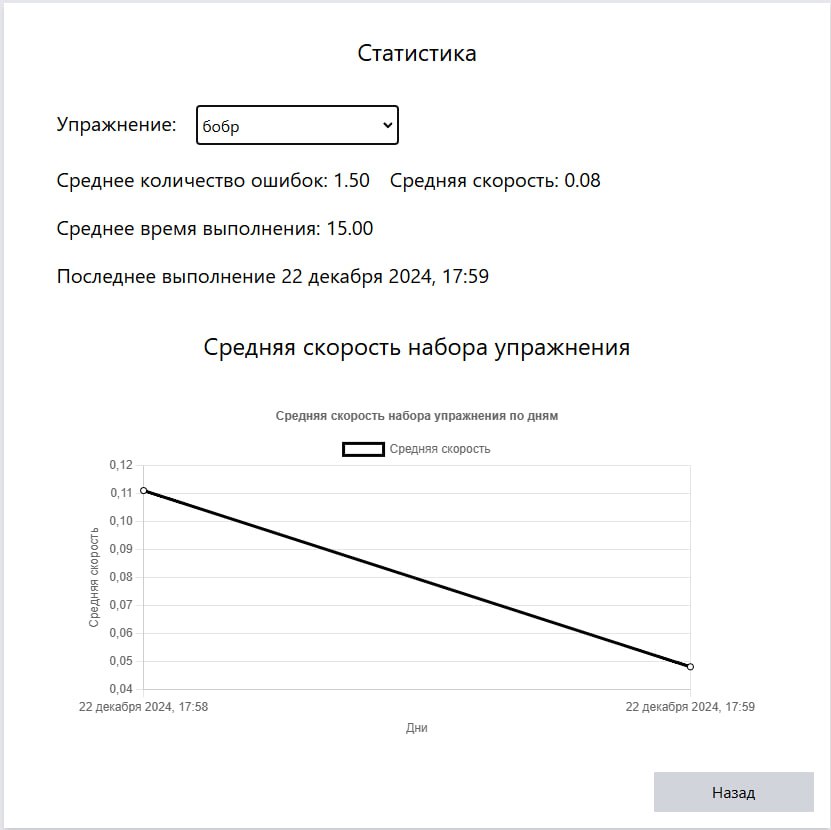 Статистика
Упражнение: бобр
Среднее количество ошибок: 1.50 Средняя скорость: 0.08
Среднее время выполнения: 15.00
Последнее выполнение 22 декабря 2024, 17:59
Средняя скорость набора упражнения
Средняя скорость набора упражнения по дням
Средняя скорость
0,12
0,11
0,10
0,09
0,08
0,07
0,06
0,05
0,04
Средняя скорость
22 декабря 2024, 17:58 22 декабря 2024, 17:59
Дни
Назад